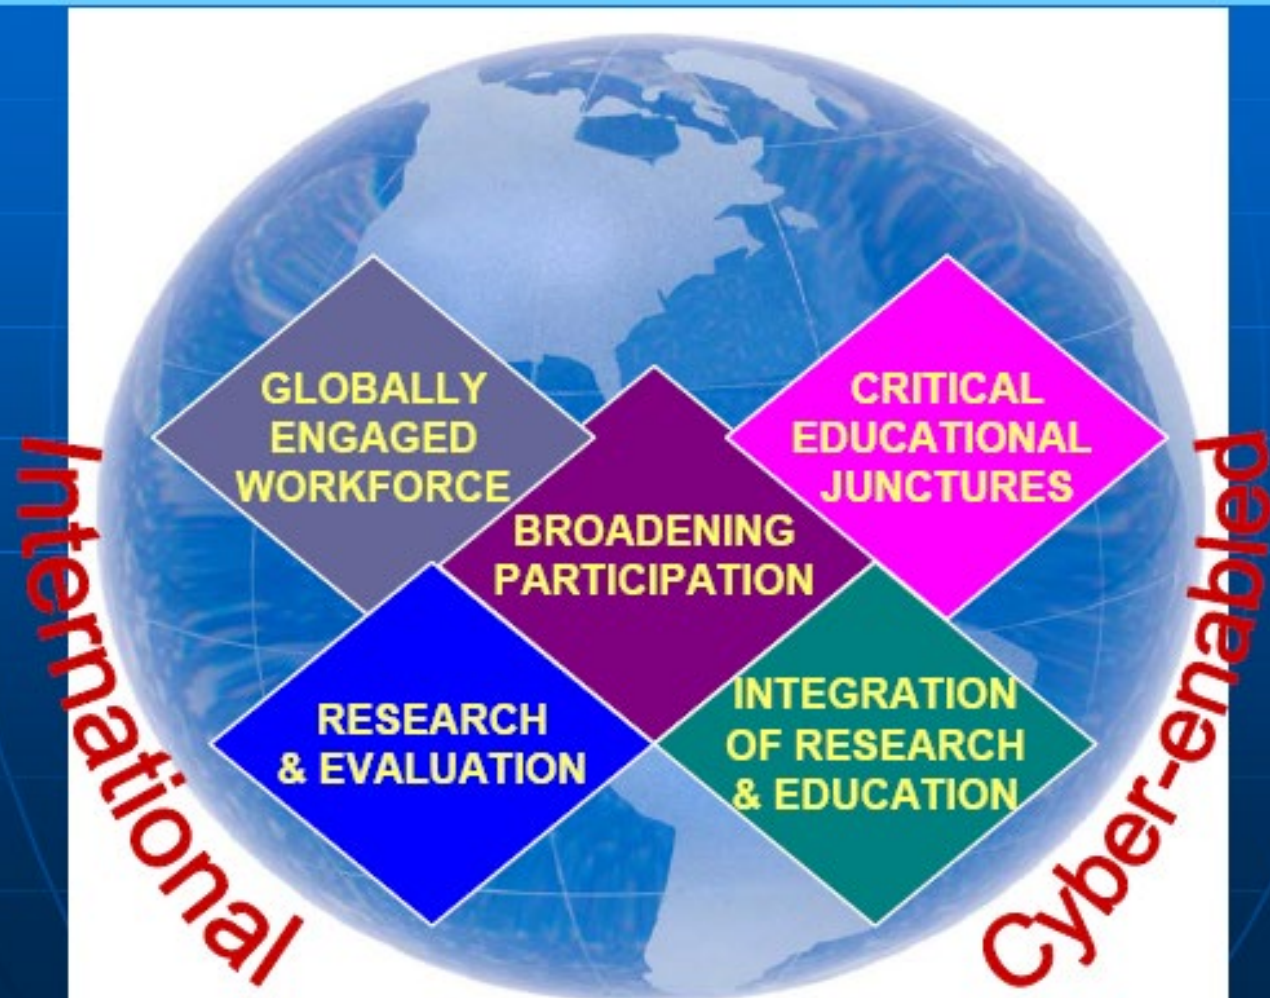 GLOBALLY
ENGAGED
WORKFORCE
CRITICAL
EDUCATIONAL
JUNCTURES
BROADENING
PARTICIPATION
RESEARCH
& EVALUATION
INTEGRATION
OF RESEARCH
& EDUCATION
International
Cyber-enabled